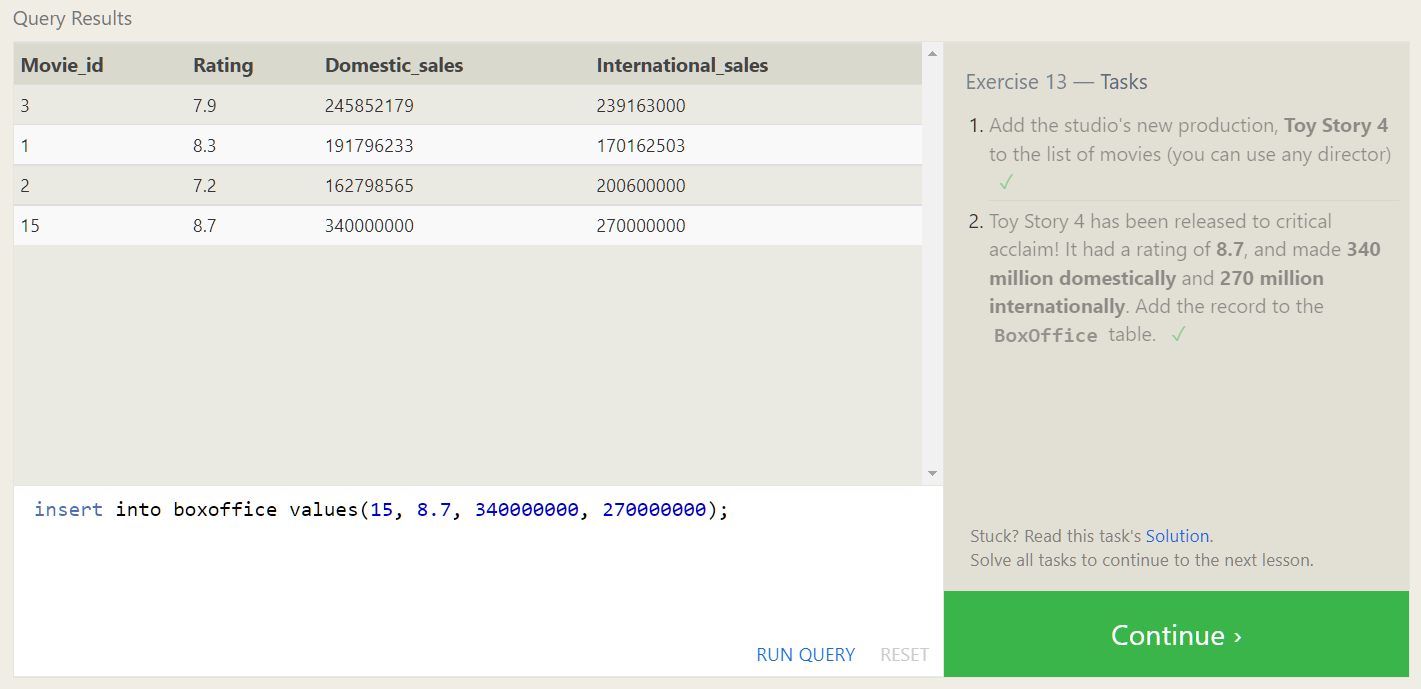 Query Results
Movie_id Rating Domestic_sales International_sales
3 7.9 245852179 239163000
1 8.3 191796233 170162503
2 7.2 162798565 200600000
15 8.7 340000000 270000000
insert into boxoffice values(15, 8.7, 340000000, 270000000);
RUN QUERY RESET
Exercise 13 — Tasks
1. Add the studio's new production, Toy Story 4
to the list of movies (you can use any director)
✓
2. Toy Story 4 has been released to critical
acclaim! It had a rating of 8.7, and made 340
million domestically and 270 million
internationally. Add the record to the
BoxOffice table. ✓
Stuck? Read this task's Solution.
Solve all tasks to continue to the next lesson.
Continue ›